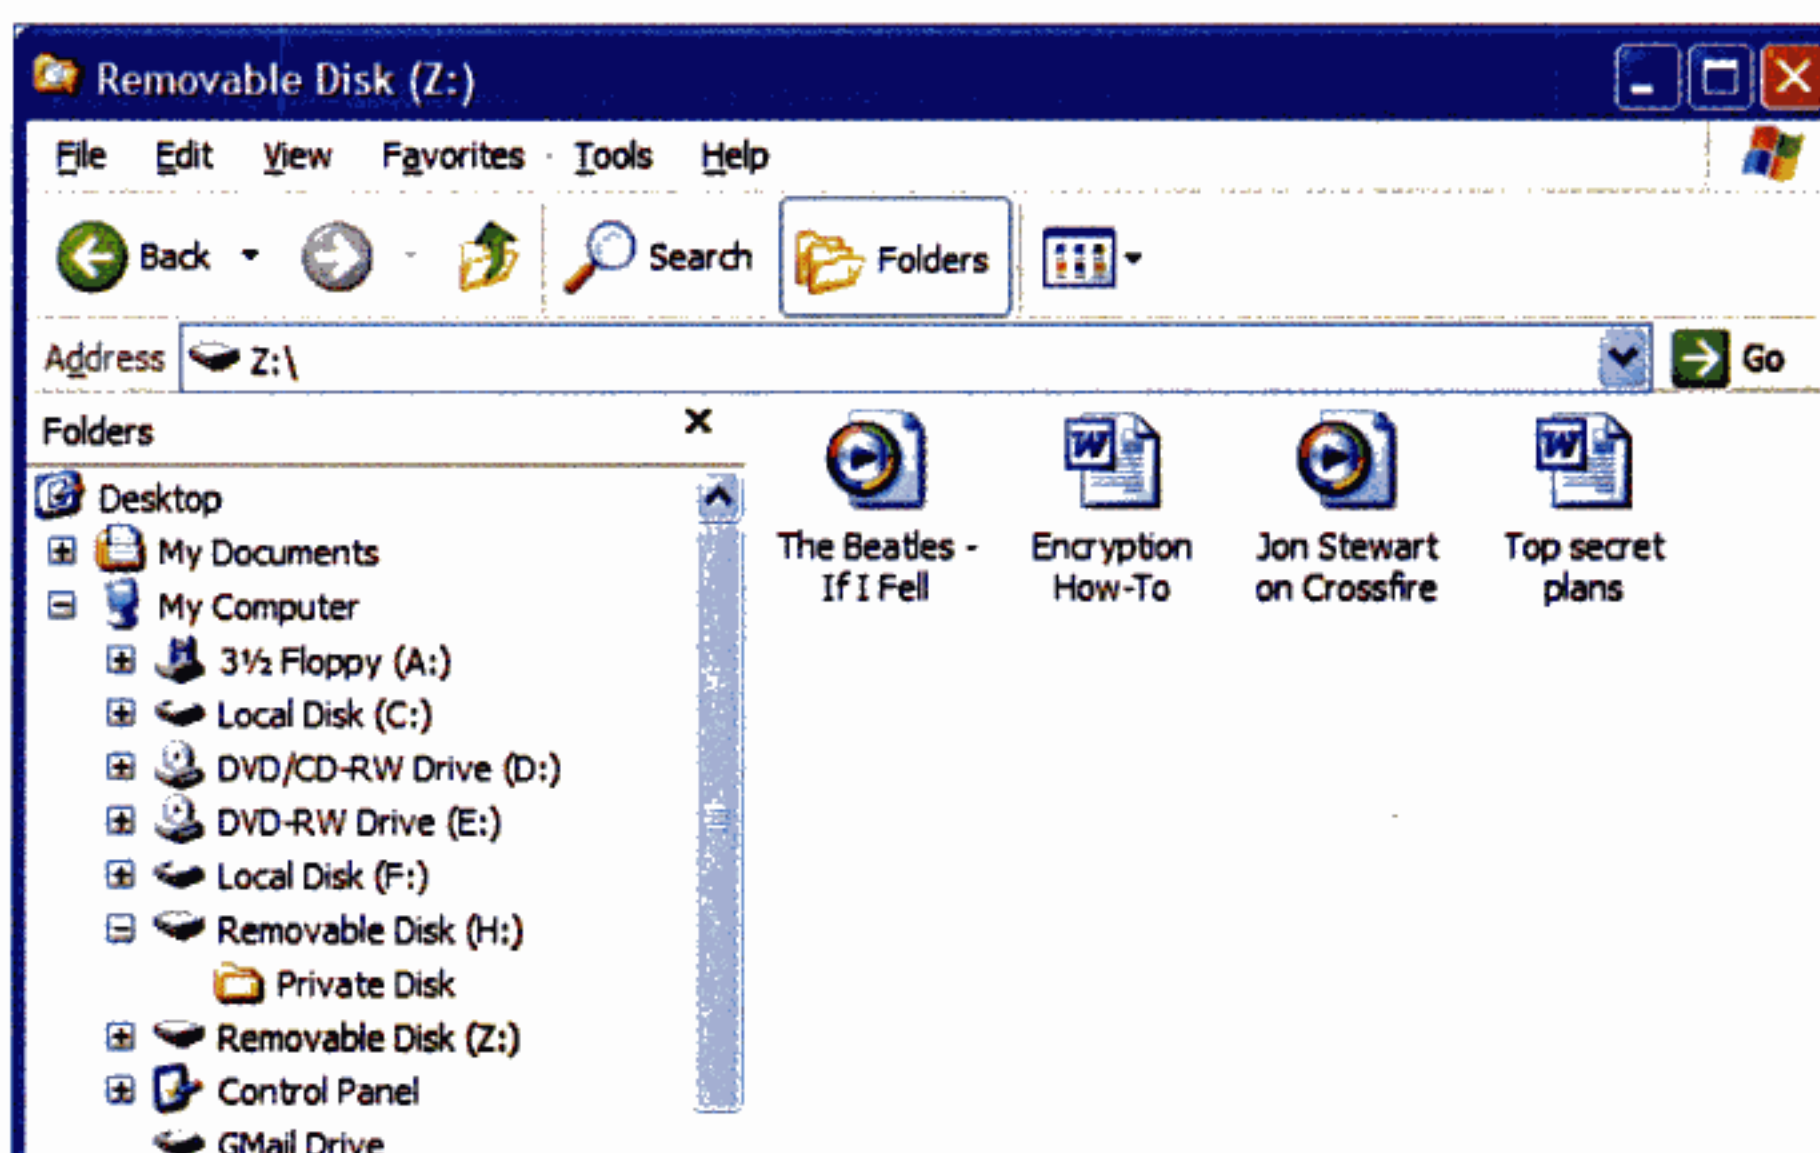 Removable Disk (Z:)
File Edit View Favorites Tools Help
Back Search Folders
Address Z:\ Go
Folders
The Beatles -
If I Fell
Encryption
How-To
Jon Stewart
on Crossfire
Top secret
plans
Desktop
My Documents
My Computer
3½ Floppy (A:)
Local Disk (C:)
DVD/CD-RW Drive (D:)
DVD-RW Drive (E:)
Local Disk (F:)
Removable Disk (H:)
Private Disk
Removable Disk (Z:)
Control Panel
GMail Drive